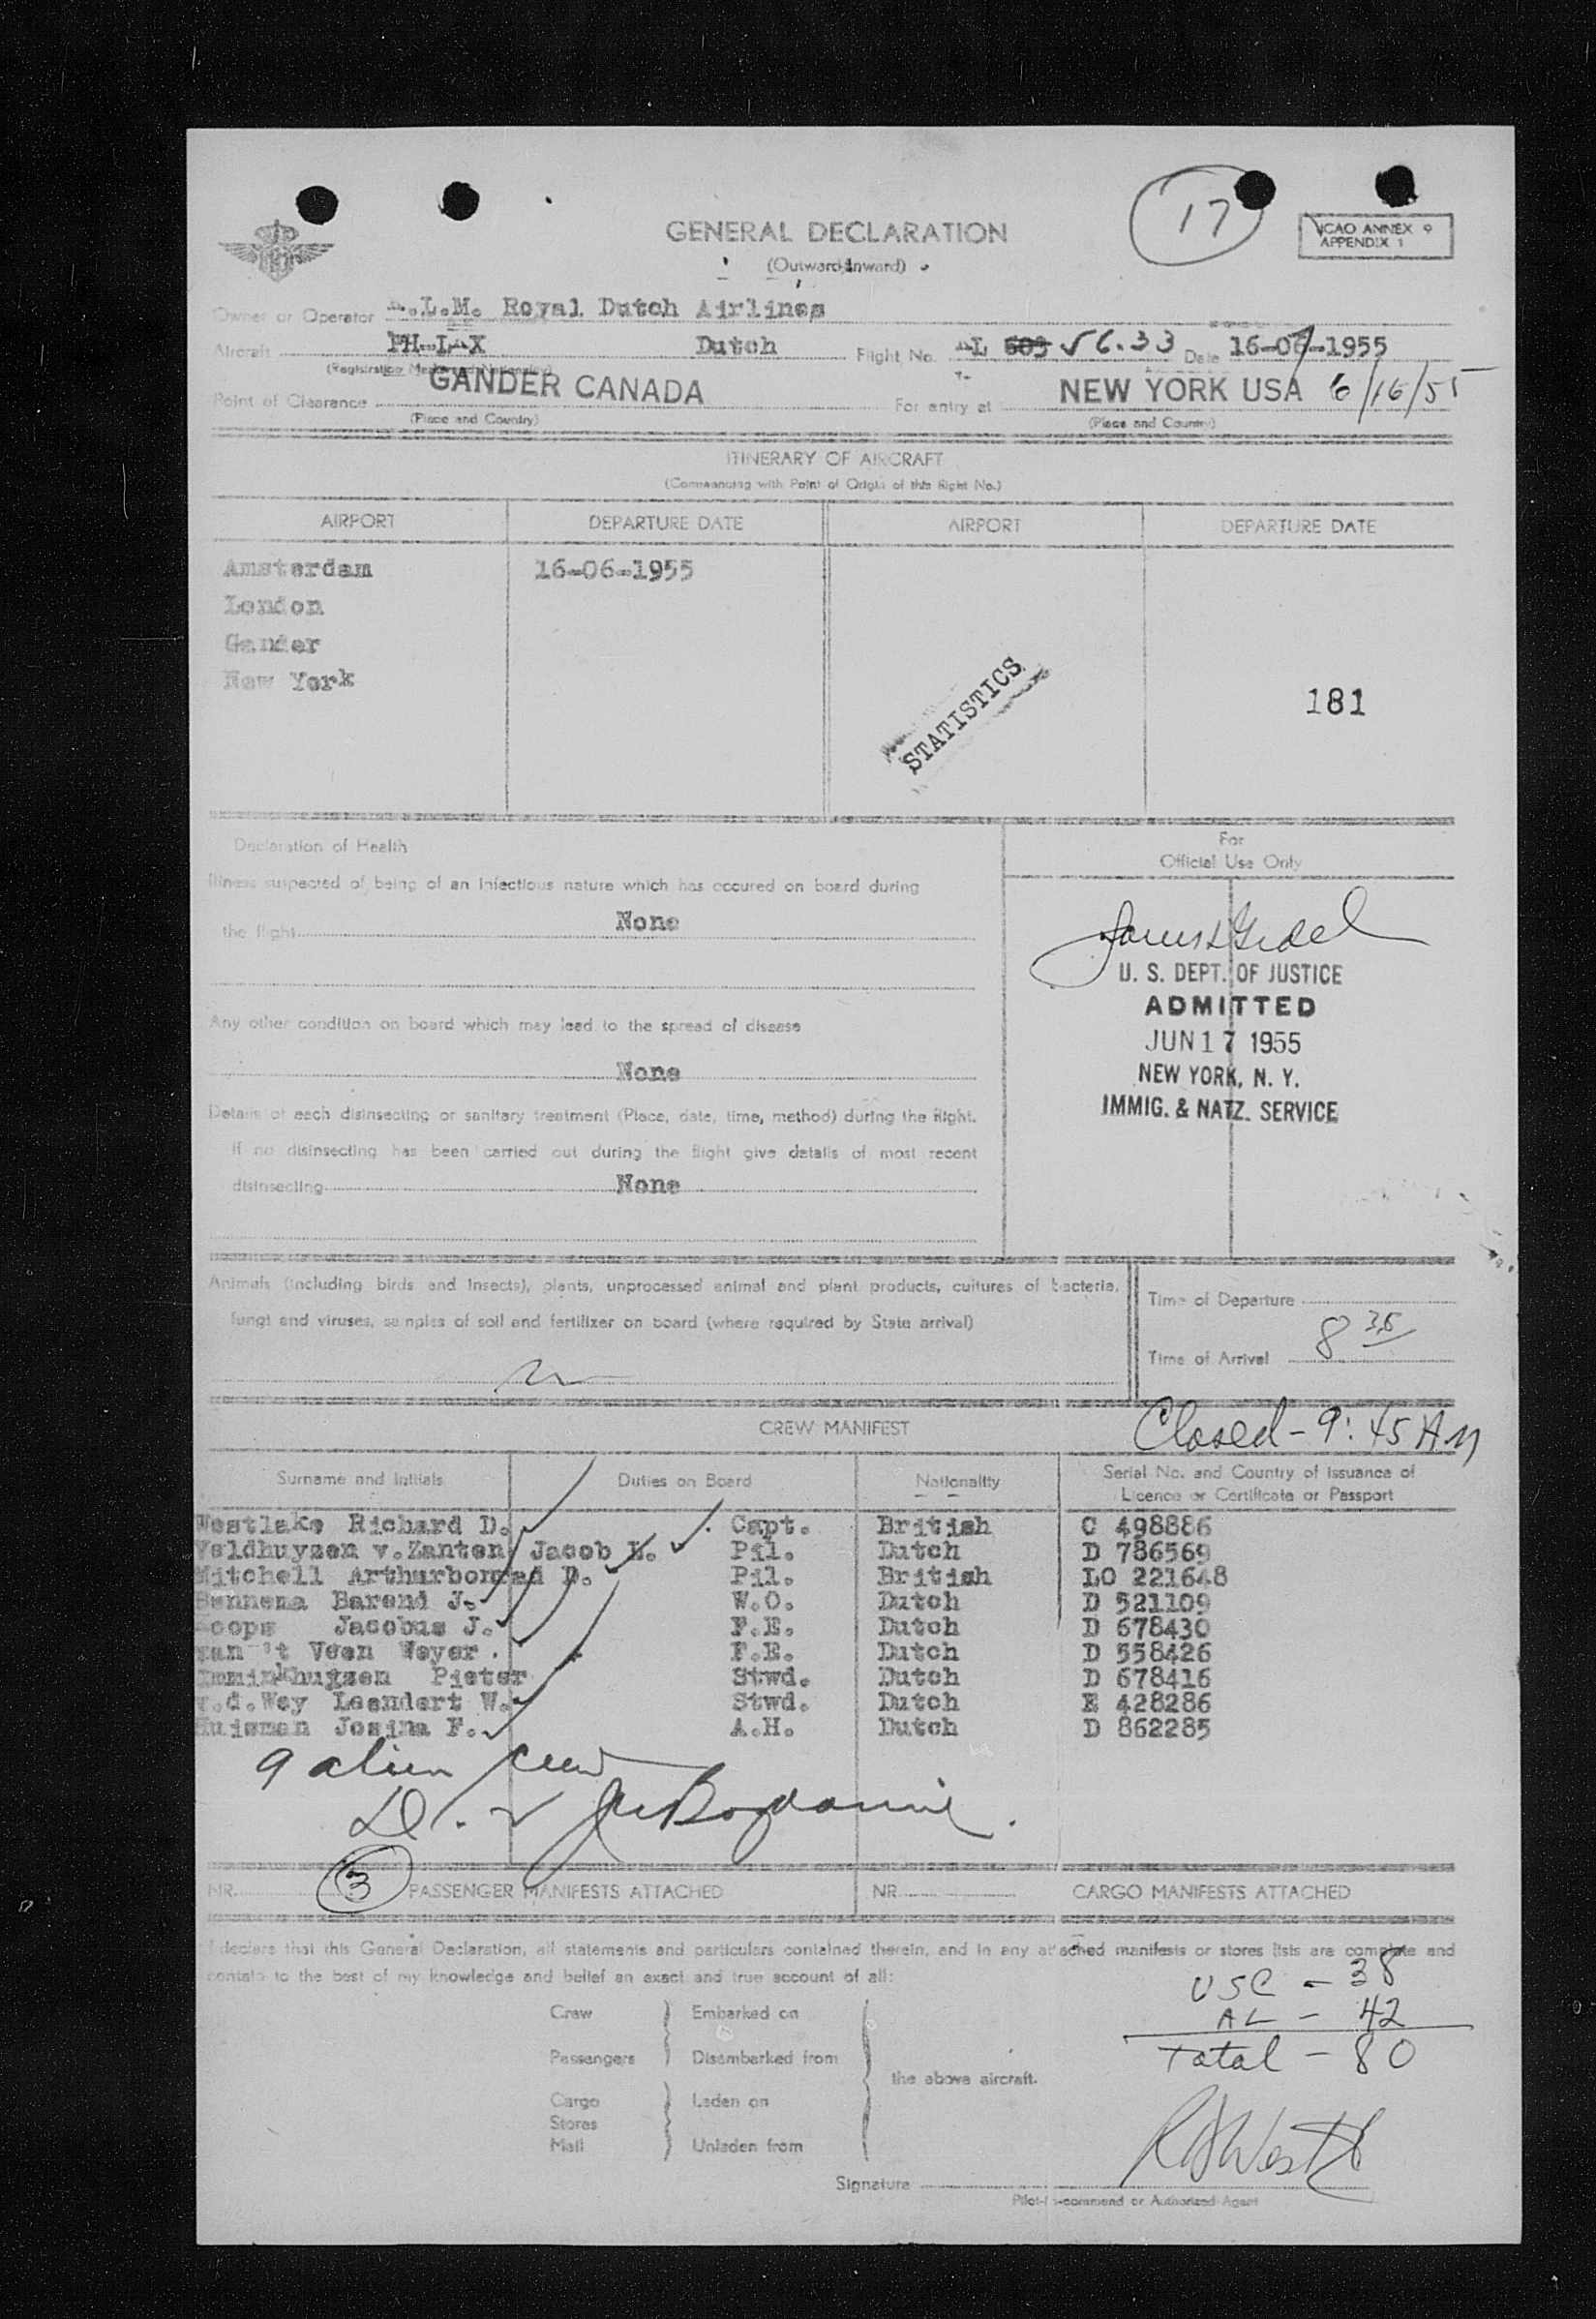 17
GENERAL DECLARATION
ICAO ANNEX 9
APPENDIX 1
(Outward/Inward)
Owner or Operator K.L.M. Royal Dutch Airlines
Aircraft PH-LKX Dutch Flight No. KL 603 633 Date 16-06-1955
(Registration Marks and Nationality)
Point of Clearance GANDER CANADA For entry at NEW YORK USA 6/16/55
(Place and Country) (Place and Country)
ITINERARY OF AIRCRAFT
(Commencing with Point of Origin of this flight No.)
AIRPORT DEPARTURE DATE AIRPORT DEPARTURE DATE
Amsterdam 16-06-1955
London
Gander
New York
STATISTICS
181
Declaration of Health
For
Official Use Only
Illness suspected of being of an infectious nature which has occured on board during
the flight None
U. S. DEPT. OF JUSTICE
ADMITTED
JUN 17 1955
NEW YORK, N. Y.
IMMIG. & NATZ. SERVICE
Any other condition on board which may lead to the spread of disease
None
Details of each disinsecting or sanitary treatment (Place, date, time, method) during the flight.
If no disinsecting has been carried out during the flight give details of most recent
disinsecting None
Animals (including birds and insects), plants, unprocessed animal and plant products, cultures of bacteria,
fungi and viruses, samples of soil and fertilizer on board (where required by State arrival)
Time of Departure
Time of Arrival 8 35
Closed - 9:45 AM
CREW MANIFEST
Surname and Initials Duties on Board Nationality Serial No. and Country of Issuance of
Licence or Certificate or Passport
Westlake Richard D. Capt. British C 498886
Veldhuyzen v.Zanten Jacob L. Pil. Dutch D 786569
Mitchell Arthur D. Pil. British LO 221648
Bennema Barend J. W.O. Dutch D 521109
Jacobus J. F.E. Dutch D 678430
van 't Veen Weyer. F.E. Dutch D 558426
Imminkhuizen Pieter Stwd. Dutch D 678416
v.d.Wey Leendert W. Stwd. Dutch E 428286
Huisman Josina F. A.H. Dutch D 862285
9 alien crew
NR. 3 PASSENGER MANIFESTS ATTACHED NR. CARGO MANIFESTS ATTACHED
I declare that this General Declaration, all statements and particulars contained therein, and in any attached manifests or stores lists are complete and
contain to the best of my knowledge and belief an exact and true account of all:
USC - 38
AL - 42
Total - 80
Crew Embarked on
Passengers Disembarked from
the above aircraft.
Cargo Laden on
Stores
Mail Unladen from
Signature
Pilot-in-command or Authorized Agent